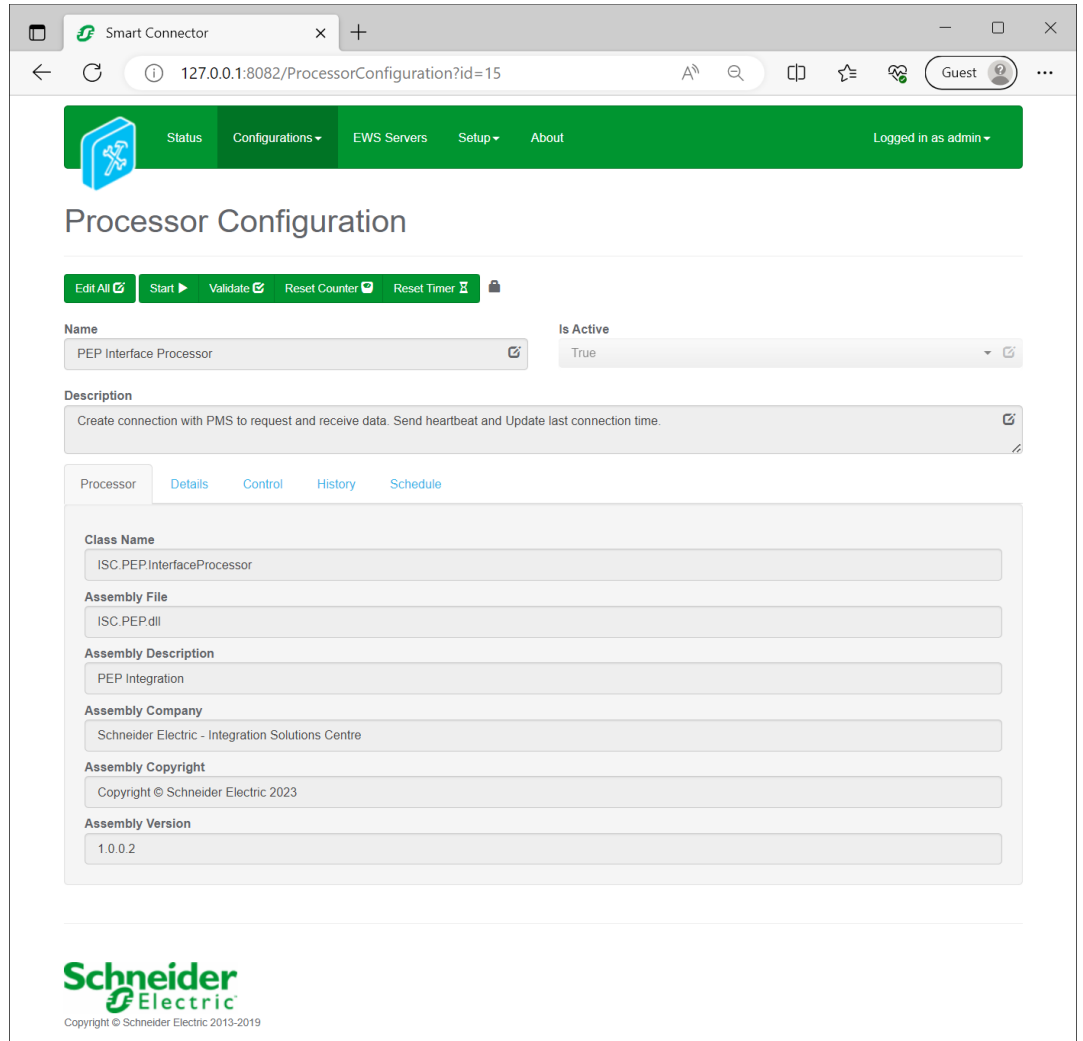 Smart Connector
127.0.0.1:8082/ProcessorConfiguration?id=15
Guest
Status Configurations EWS Servers Setup About Logged in as admin
Processor Configuration
Edit All Start Validate Reset Counter Reset Timer
Name Is Active
PEP Interface Processor True
Description
Create connection with PMS to request and receive data. Send heartbeat and Update last connection time.
Processor Details Control History Schedule
Class Name
ISC.PEP.InterfaceProcessor
Assembly File
ISC.PEP.dll
Assembly Description
PEP Integration
Assembly Company
Schneider Electric - Integration Solutions Centre
Assembly Copyright
Copyright © Schneider Electric 2023
Assembly Version
1.0.0.2
Schneider
Electric
Copyright © Schneider Electric 2013-2019